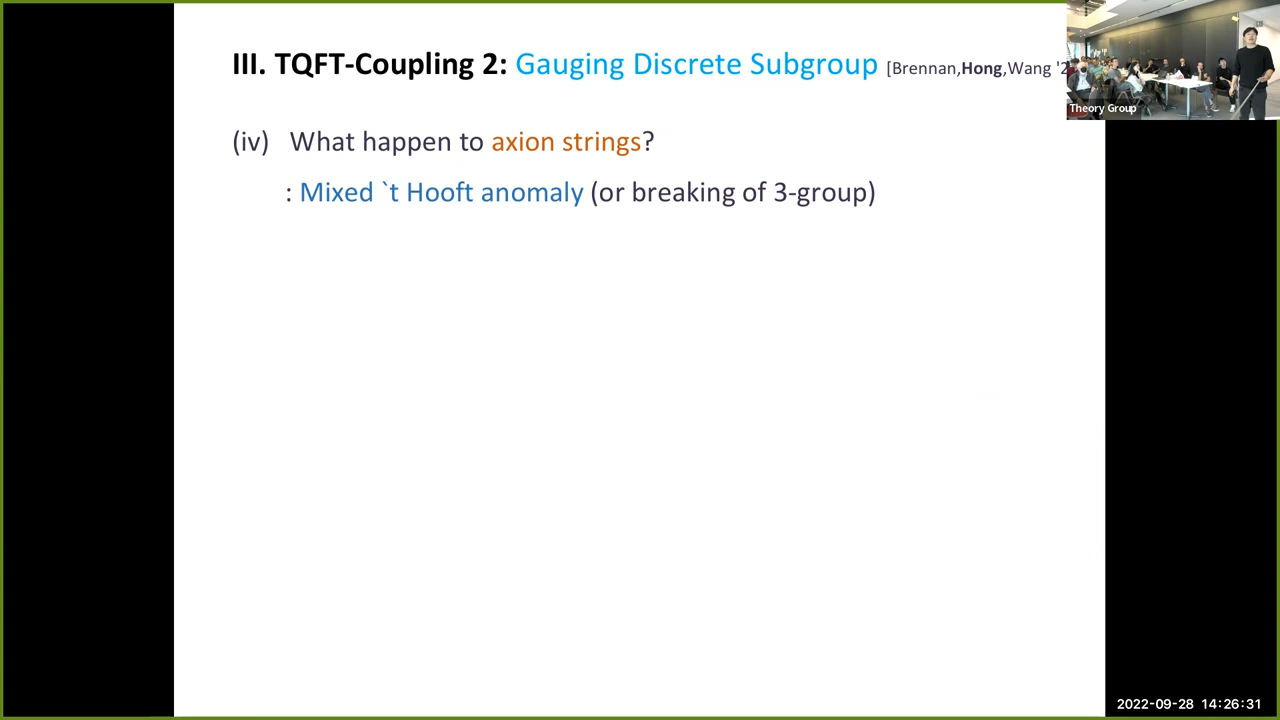 III. TQFT-Coupling 2: Gauging Discrete Subgroup [Brennan,Hong,Wang '2
(iv) What happen to axion strings?
: Mixed `t Hooft anomaly (or breaking of 3-group)
Theory Group
2022-09-28 14:26:31